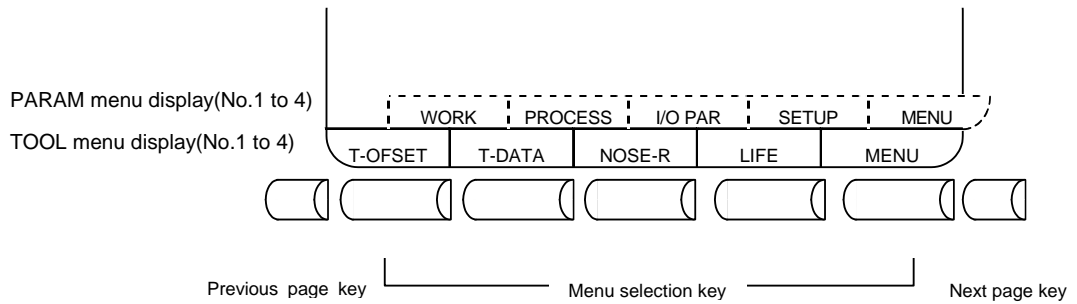 PARAM menu display(No.1 to 4)
WORK PROCESS I/O PAR SETUP MENU
TOOL menu display(No.1 to 4)
T-OFSET T-DATA NOSE-R LIFE MENU
Previous page key Menu selection key Next page key